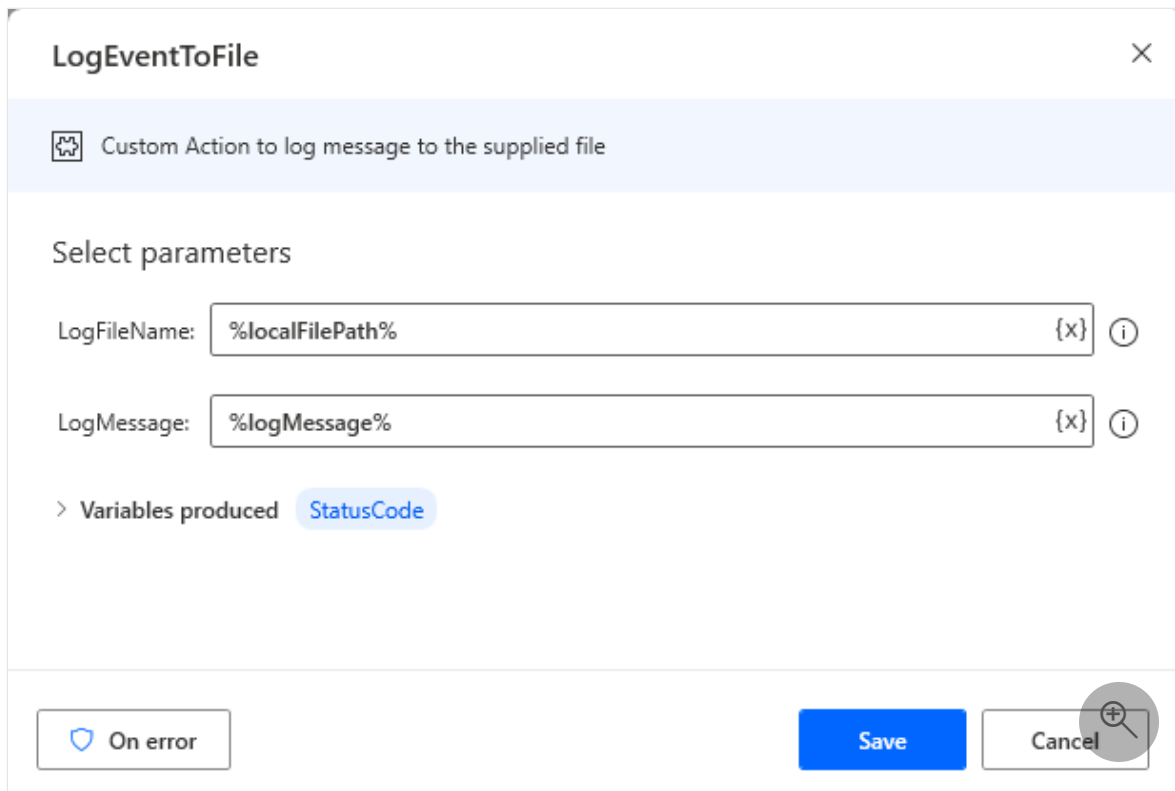 LogEventToFile
Custom Action to log message to the supplied file
Select parameters
LogFileName: %localFilePath% {x}
LogMessage: %logMessage% {x}
Variables produced StatusCode
On error Save Cancel